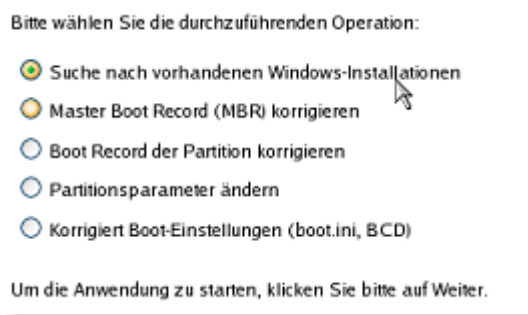 Bitte wählen Sie die durchzuführenden Operation:
Suche nach vorhandenen Windows-Installationen
Master Boot Record (MBR) korrigieren
Boot Record der Partition korrigieren
Partitionsparameter ändern
Korrigiert Boot-Einstellungen (boot.ini, BCD)
Um die Anwendung zu starten, klicken Sie bitte auf Weiter.